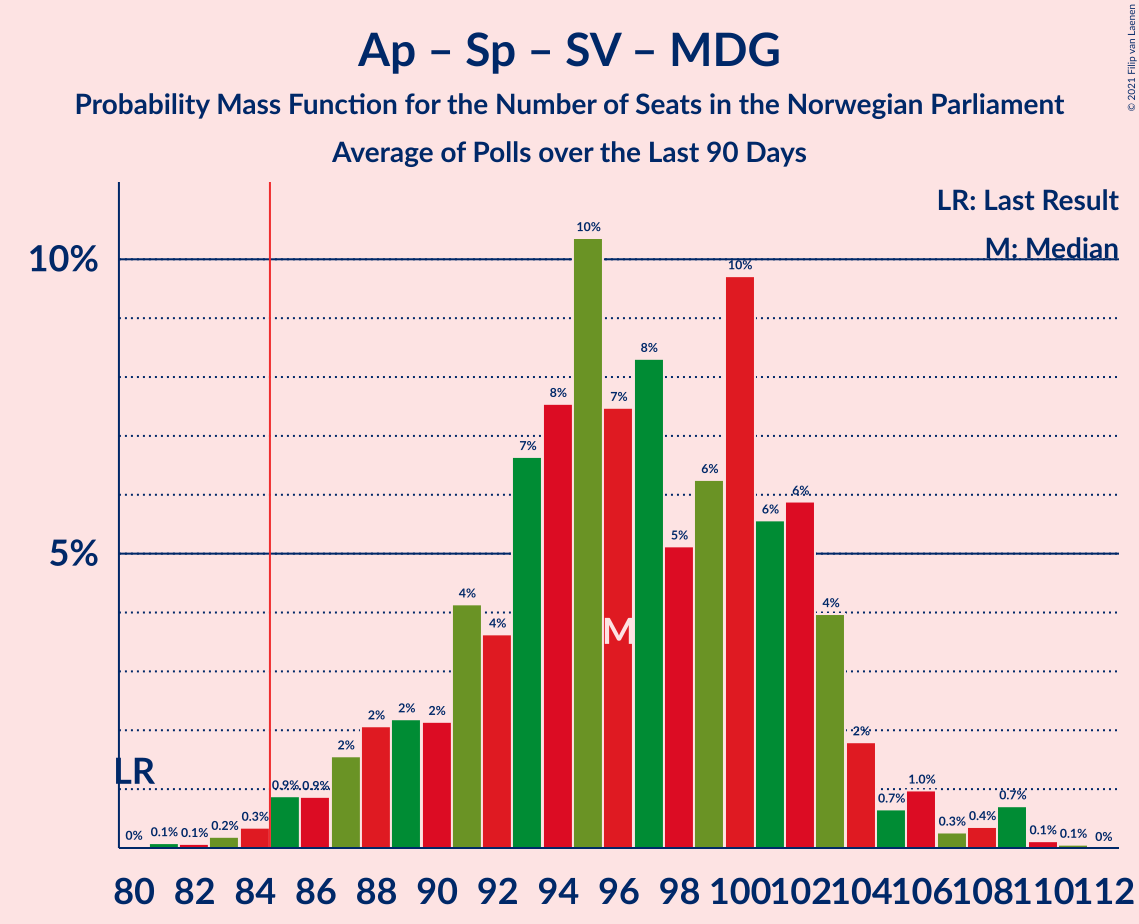 Ap – Sp – SV – MDG
Probability Mass Function for the Number of Seats in the Norwegian Parliament
Average of Polls over the Last 90 Days
© 2021 Filip van Laenen
LR: Last Result
M: Median
10%
5%
LR
M
0% 0.1% 0.1% 0.2% 0.3% 0.9% 0.9% 2% 2% 2% 2% 4% 4% 7% 8% 10% 7% 8% 5% 6% 10% 6% 6% 4% 2% 0.7% 1.0% 0.3% 0.4% 0.7% 0.1% 0.1% 0%
80 82 84 86 88 90 92 94 96 98 100 102 104 106 108 110 112